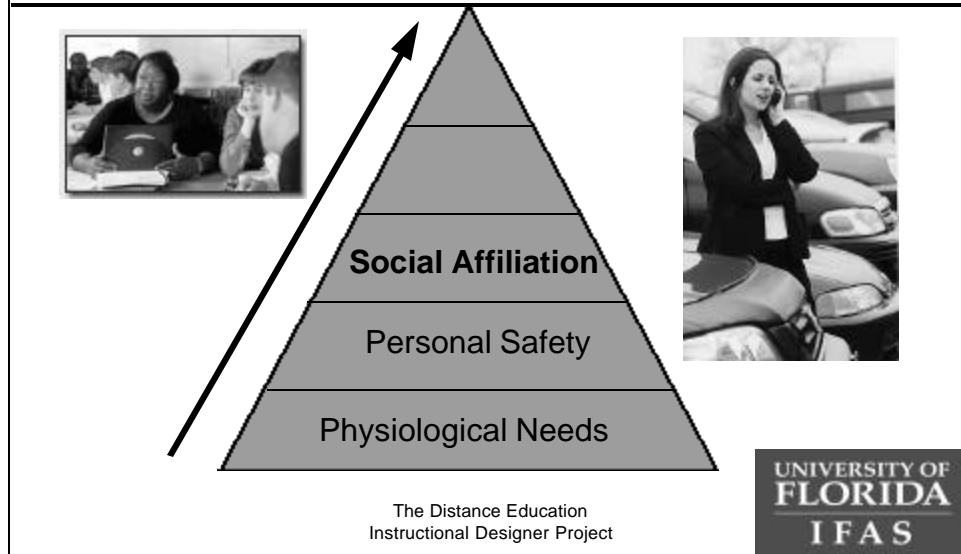 Social Affiliation
Personal Safety
Physiological Needs
The Distance Education
Instructional Designer Project
UNIVERSITY OF
FLORIDA
IFAS